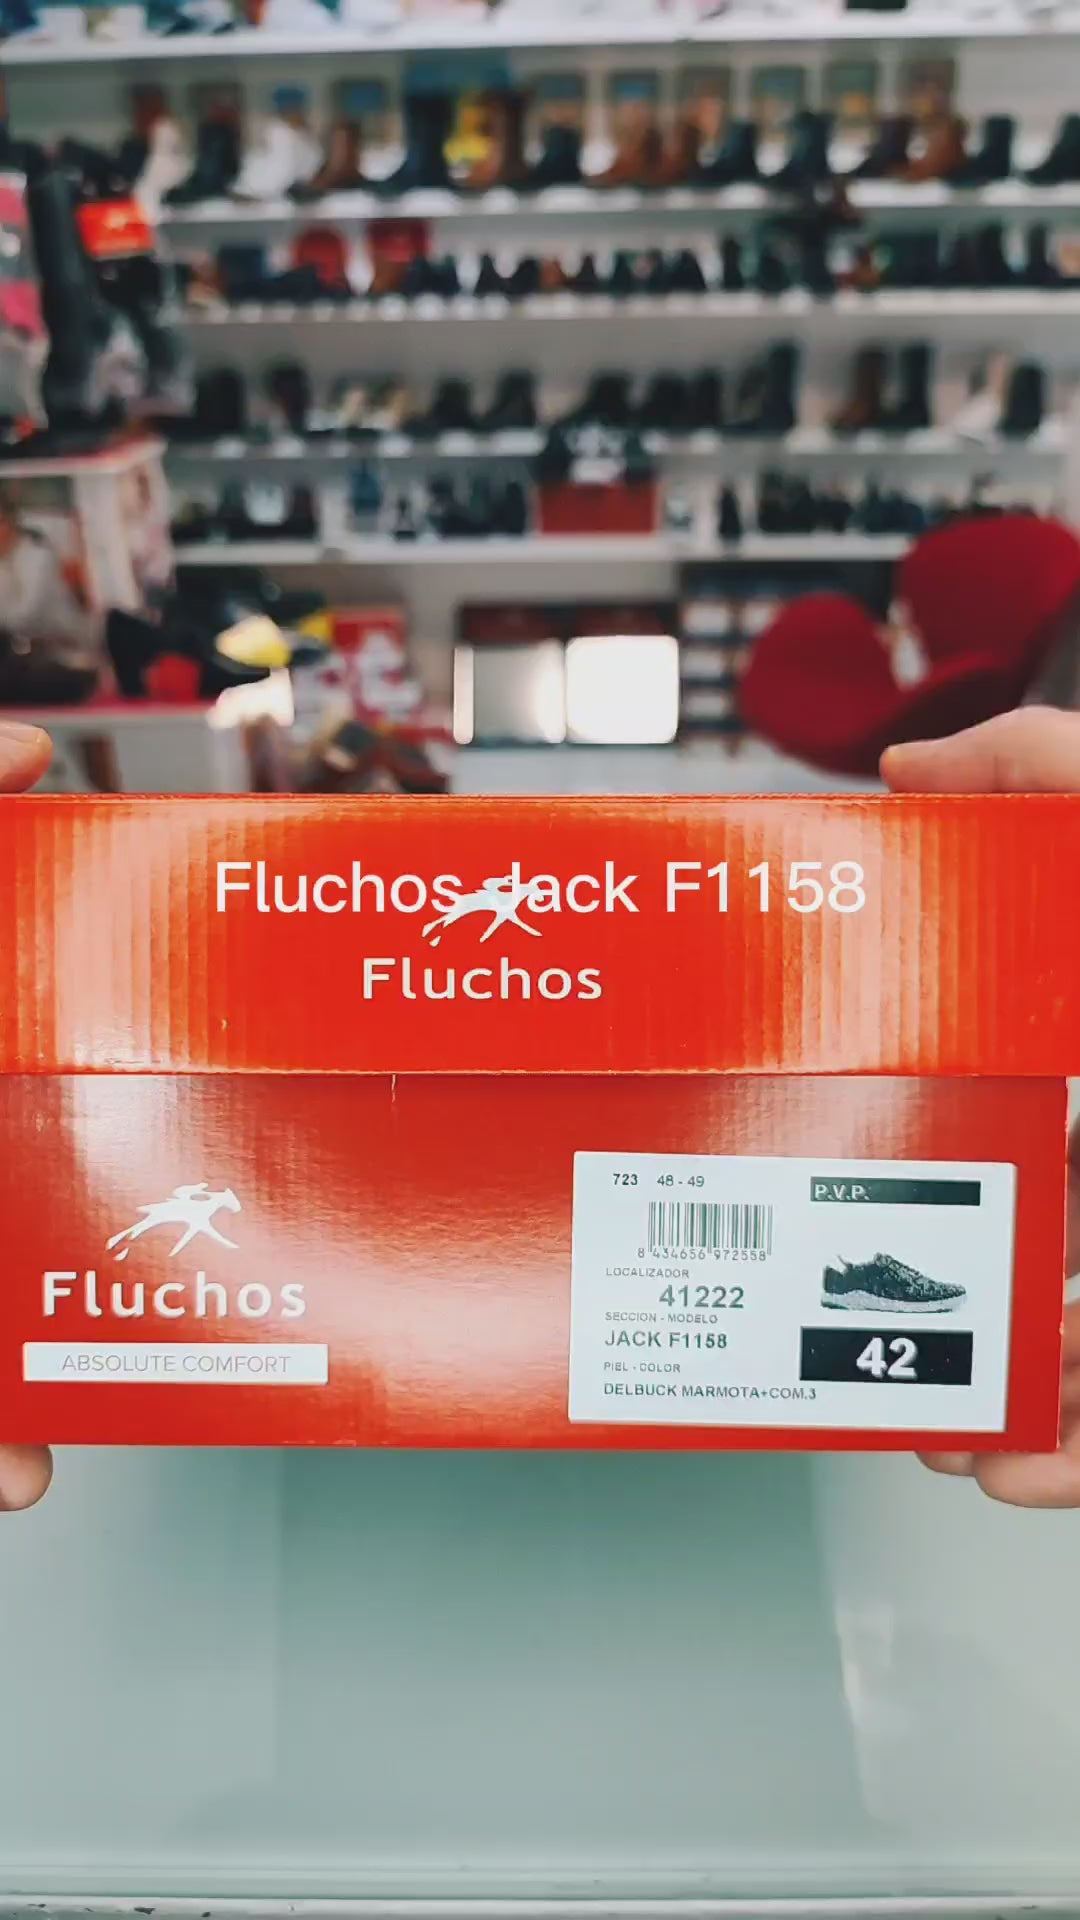 Fluchos Jack F1158
Fluchos
723 48 - 49
P.V.P.
8 434656 972558
LOCALIZADOR
41222
SECCION - MODELO
JACK F1158
42
PIEL - COLOR
DELBUCK MARMOTA+COM.3
Fluchos
ABSOLUTE COMFORT